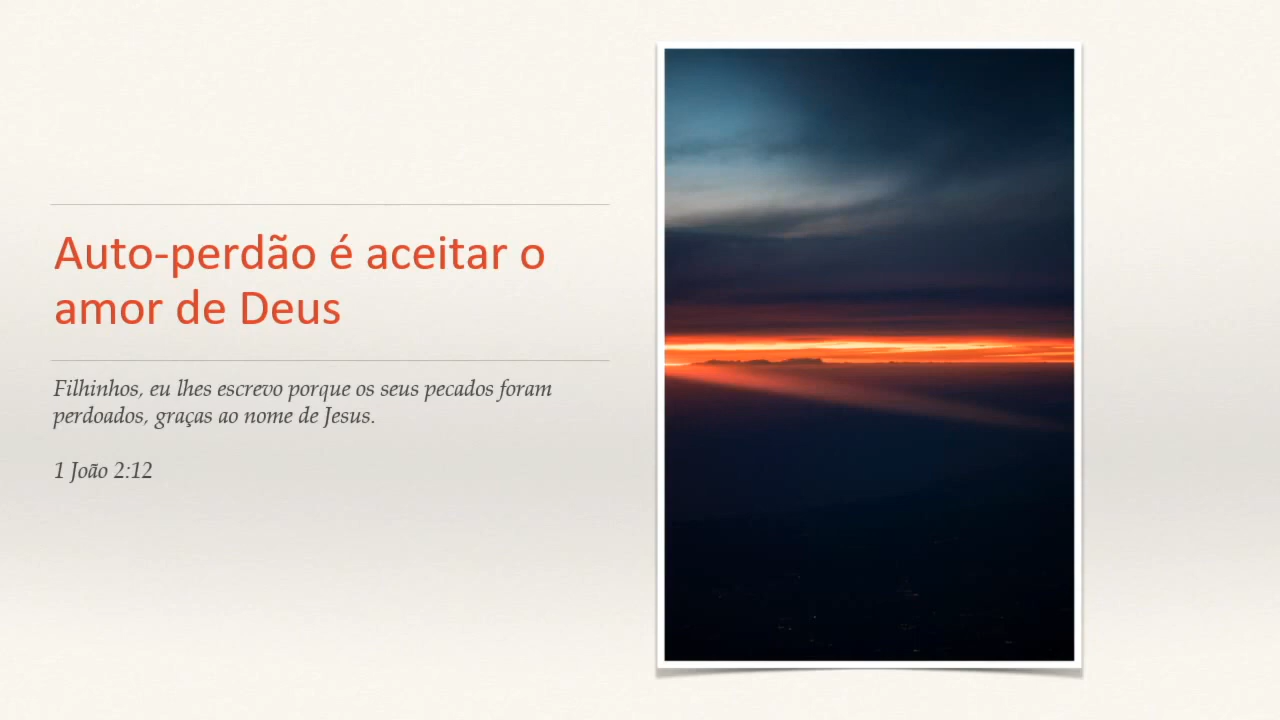 Auto-perdão é aceitar o
amor de Deus
Filhinhos, eu lhes escrevo porque os seus pecados foram
perdoados, graças ao nome de Jesus.
1 João 2:12